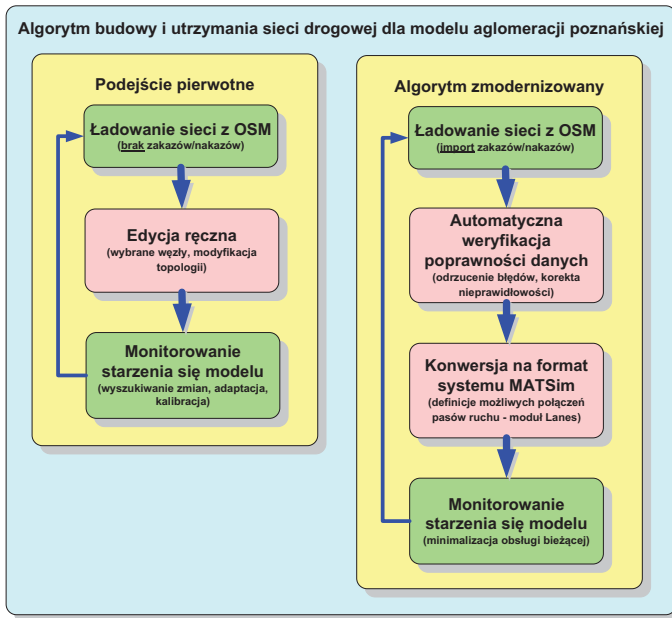 Algorytm budowy i utrzymania sieci drogowej dla modelu aglomeracji poznańskiej
Podejście pierwotne
Ładowanie sieci z OSM
(brak zakazów/nakazów)
Edycja ręczna
(wybrane węzły, modyfikacja
topologii)
Monitorowanie
starzenia się modelu
(wyszukiwanie zmian, adaptacja,
kalibracja)
Algorytm zmodernizowany
Ładowanie sieci z OSM
(import zakazów/nakazów)
Automatyczna
weryfikacja
poprawności danych
(odrzucenie błędów, korekta
nieprawidłowości)
Konwersja na format
systemu MATSim
(definicje możliwych połączeń
pasów ruchu - moduł Lanes)
Monitorowanie
starzenia się modelu
(minimalizacja obsługi bieżącej)